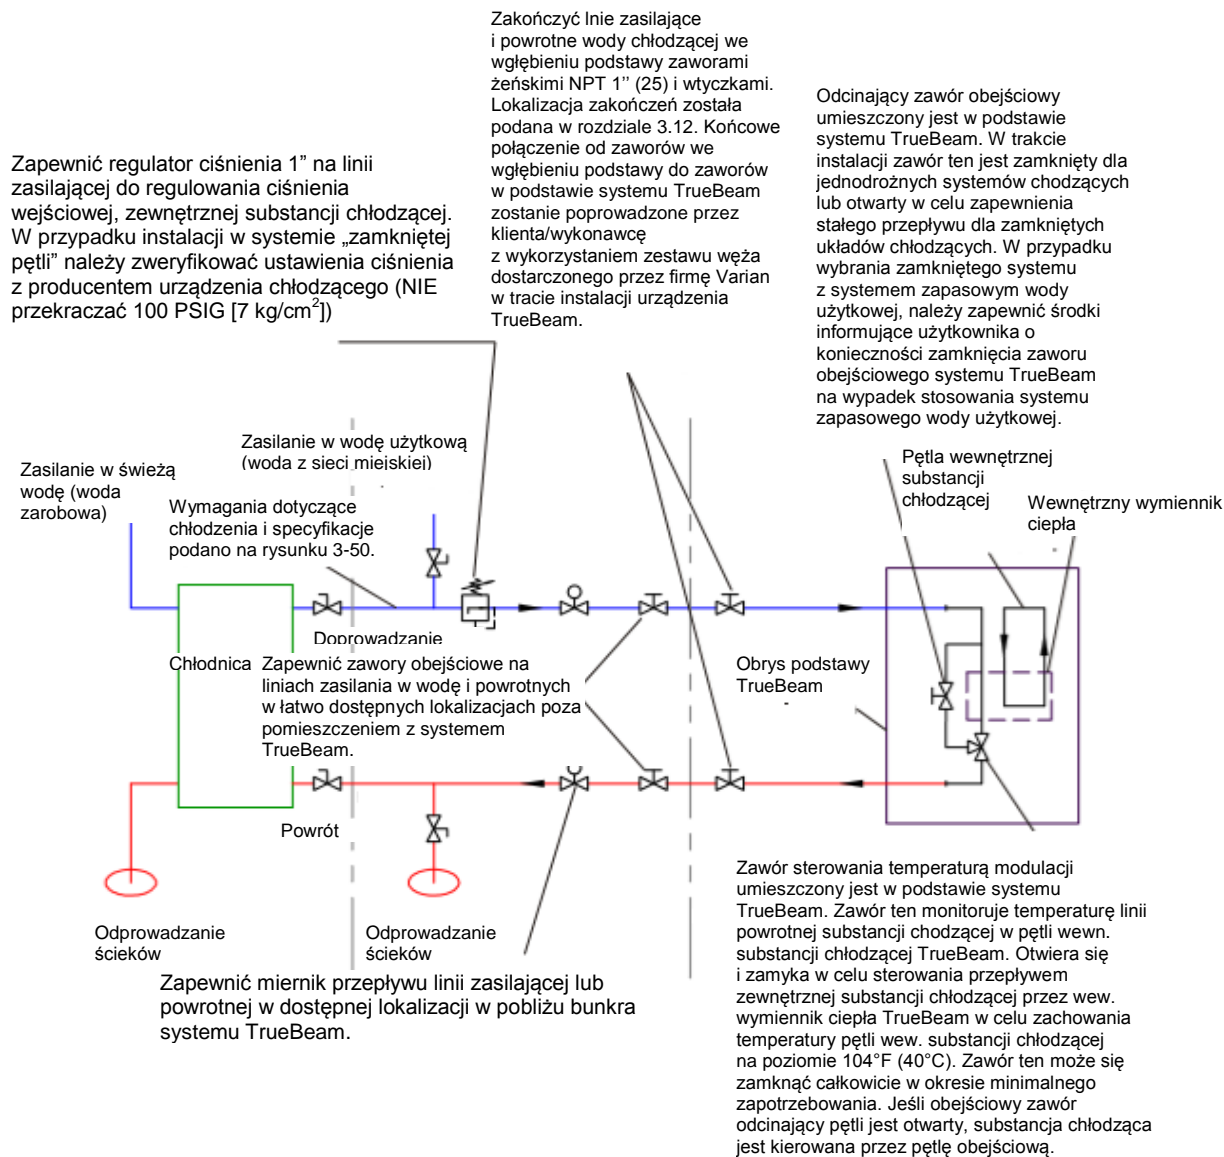 Zakończyć lnie zasilające
i powrotne wody chłodzącej we
wgłębieniu podstawy zaworami
żeńskimi NPT 1'' (25) i wtyczkami.
Lokalizacja zakończeń została
podana w rozdziale 3.12. Końcowe
połączenie od zaworów we
wgłębieniu podstawy do zaworów
w podstawie systemu TrueBeam
zostanie poprowadzone przez
klienta/wykonawcę
z wykorzystaniem zestawu węża
dostarczonego przez firmę Varian
w tracie instalacji urządzenia
TrueBeam.
Odcinający zawór obejściowy
umieszczony jest w podstawie
systemu TrueBeam. W trakcie
instalacji zawór ten jest zamknięty dla
jednodrożnych systemów chodzących
lub otwarty w celu zapewnienia
stałego przepływu dla zamkniętych
układów chłodzących. W przypadku
wybrania zamkniętego systemu
z systemem zapasowym wody
użytkowej, należy zapewnić środki
informujące użytkownika o
konieczności zamknięcia zaworu
obejściowego systemu TrueBeam
na wypadek stosowania systemu
zapasowego wody użytkowej.
Zapewnić regulator ciśnienia 1” na linii
zasilającej do regulowania ciśnienia
wejściowej, zewnętrznej substancji chłodzącej.
W przypadku instalacji w systemie „zamkniętej
pętli” należy zweryfikować ustawienia ciśnienia
z producentem urządzenia chłodzącego (NIE
przekraczać 100 PSIG [7 kg/cm²])
Zasilanie w wodę użytkową
(woda z sieci miejskiej)
Zasilanie w świeżą
wodę (woda
zarobowa)
Wymagania dotyczące
chłodzenia i specyfikacje
podano na rysunku 3-50.
Pętla wewnętrznej
substancji
chłodzącej
Wewnętrzny wymiennik
ciepła
Doprowadzanie
Chłodnica
Zapewnić zawory obejściowe na
liniach zasilania w wodę i powrotnych
w łatwo dostępnych lokalizacjach poza
pomieszczeniem z systemem
TrueBeam.
Obrys podstawy
TrueBeam
Powrót
Odprowadzanie
ścieków
Odprowadzanie
ścieków
Zapewnić miernik przepływu linii zasilającej lub
powrotnej w dostępnej lokalizacji w pobliżu bunkra
systemu TrueBeam.
Zawór sterowania temperaturą modulacji
umieszczony jest w podstawie systemu
TrueBeam. Zawór ten monitoruje temperaturę linii
powrotnej substancji chodzącej w pętli wewn.
substancji chłodzącej TrueBeam. Otwiera się
i zamyka w celu sterowania przepływem
zewnętrznej substancji chłodzącej przez wew.
wymiennik ciepła TrueBeam w celu zachowania
temperatury pętli wew. substancji chłodzącej
na poziomie 104°F (40°C). Zawór ten może się
zamknąć całkowicie w okresie minimalnego
zapotrzebowania. Jeśli obejściowy zawór
odcinający pętli jest otwarty, substancja chłodząca
jest kierowana przez pętlę obejściową.